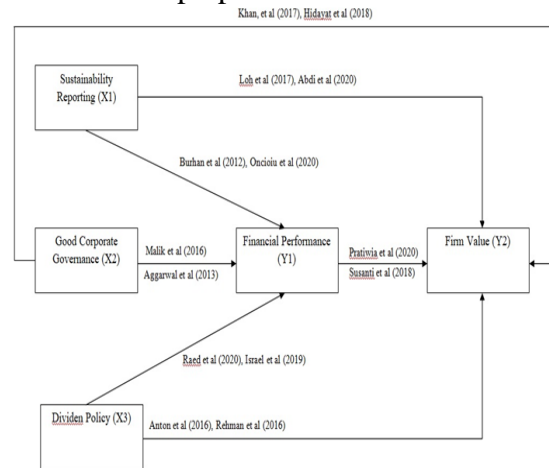 Khan, et al (2017), Hidayat et al (2018)
Sustainability
Reporting (X1)
Loh et al (2017), Abdi et al (2020)
Burhan et al (2012), Oncioiu et al (2020)
Good Corporate
Governance (X2)
Malik et al (2016)
Aggarwal et al (2013)
Financial Performance
(Y1)
Pratiwia et al (2020)
Susanti et al (2018)
Firm Value (Y2)
Raed et al (2020), Israel et al (2019)
Dividen Policy (X3)
Anton et al (2016), Rehman et al (2016)